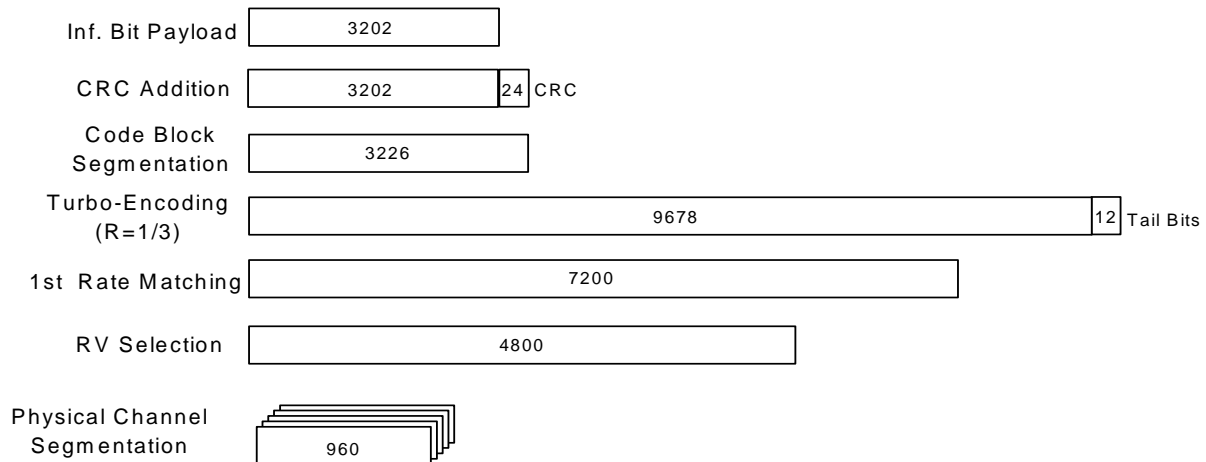 Inf. Bit Payload
3202
CRC Addition
3202
24
CRC
Code Block
Segmentation
3226
Turbo-Encoding
(R=1/3)
9678
12
Tail Bits
1st Rate Matching
7200
RV Selection
4800
Physical Channel
Segmentation
960